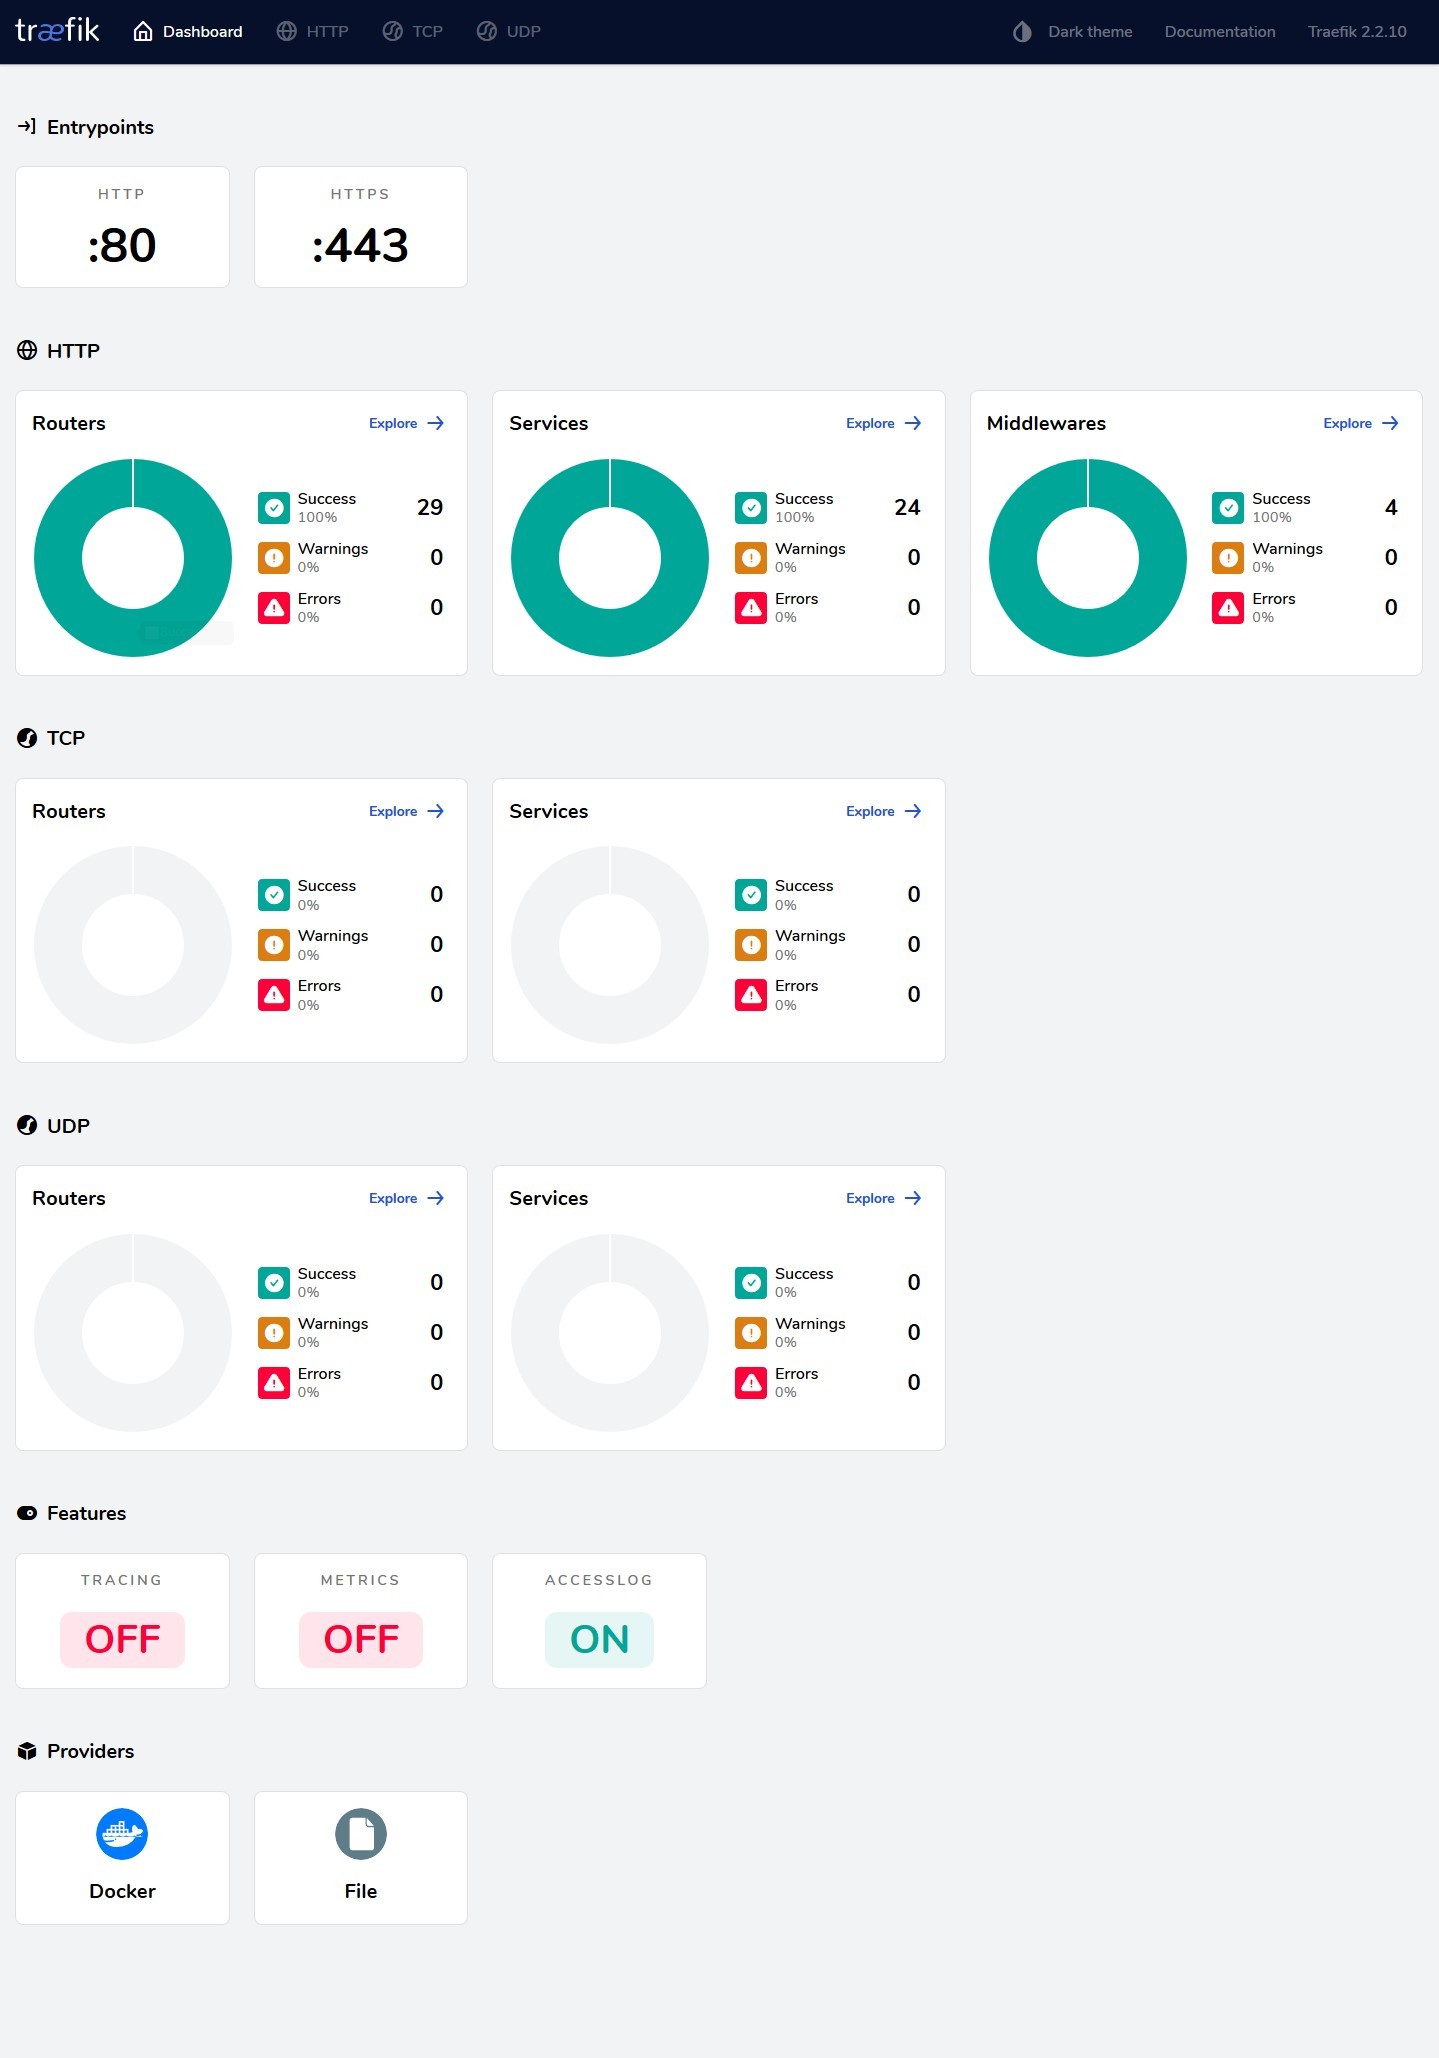 træfik Dashboard HTTP TCP UDP Dark theme Documentation Traefik 2.2.10
Entrypoints
HTTP
:80
HTTPS
:443
HTTP
Routers Explore
Success 29
100%
Warnings 0
0%
Errors 0
0%
Services Explore
Success 24
100%
Warnings 0
0%
Errors 0
0%
Middlewares Explore
Success 4
100%
Warnings 0
0%
Errors 0
0%
TCP
Routers Explore
Success 0
0%
Warnings 0
0%
Errors 0
0%
Services Explore
Success 0
0%
Warnings 0
0%
Errors 0
0%
UDP
Routers Explore
Success 0
0%
Warnings 0
0%
Errors 0
0%
Services Explore
Success 0
0%
Warnings 0
0%
Errors 0
0%
Features
TRACING
OFF
METRICS
OFF
ACCESSLOG
ON
Providers
Docker
File